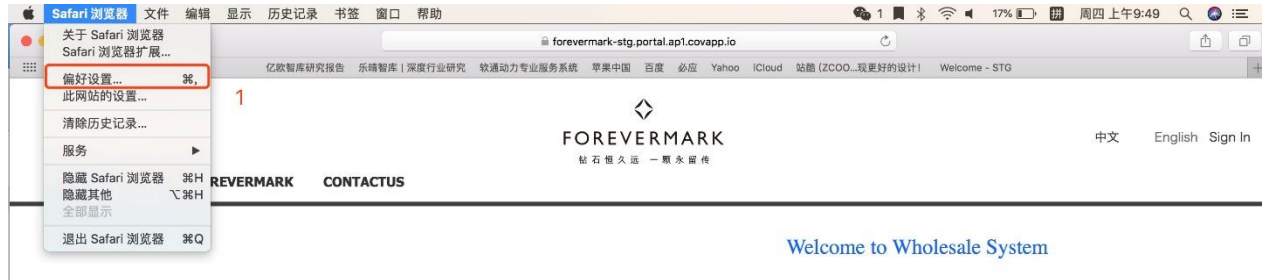 Safari 浏览器 文件 编辑 显示 历史记录 书签 窗口 帮助 1 17% 拼 周四 上午9:49
关于 Safari 浏览器
Safari 浏览器扩展...
偏好设置... ⌘,
此网站的设置...
清除历史记录...
服务 ▶
隐藏 Safari 浏览器 ⌘H
隐藏其他 ⌥⌘H
全部显示
退出 Safari 浏览器 ⌘Q
1
forevermark-stg.portal.ap1.covapp.io
亿欧智库研究报告 乐晴智库 | 深度行业研究 软通动力专业服务系统 苹果中国 百度 必应 Yahoo iCloud 站酷 (ZCOO...现更好的设计! Welcome - STG
FOREVERMARK
钻石恒久远 一颗永留传
中文 English Sign In
REVERMARK CONTACTUS
Welcome to Wholesale System